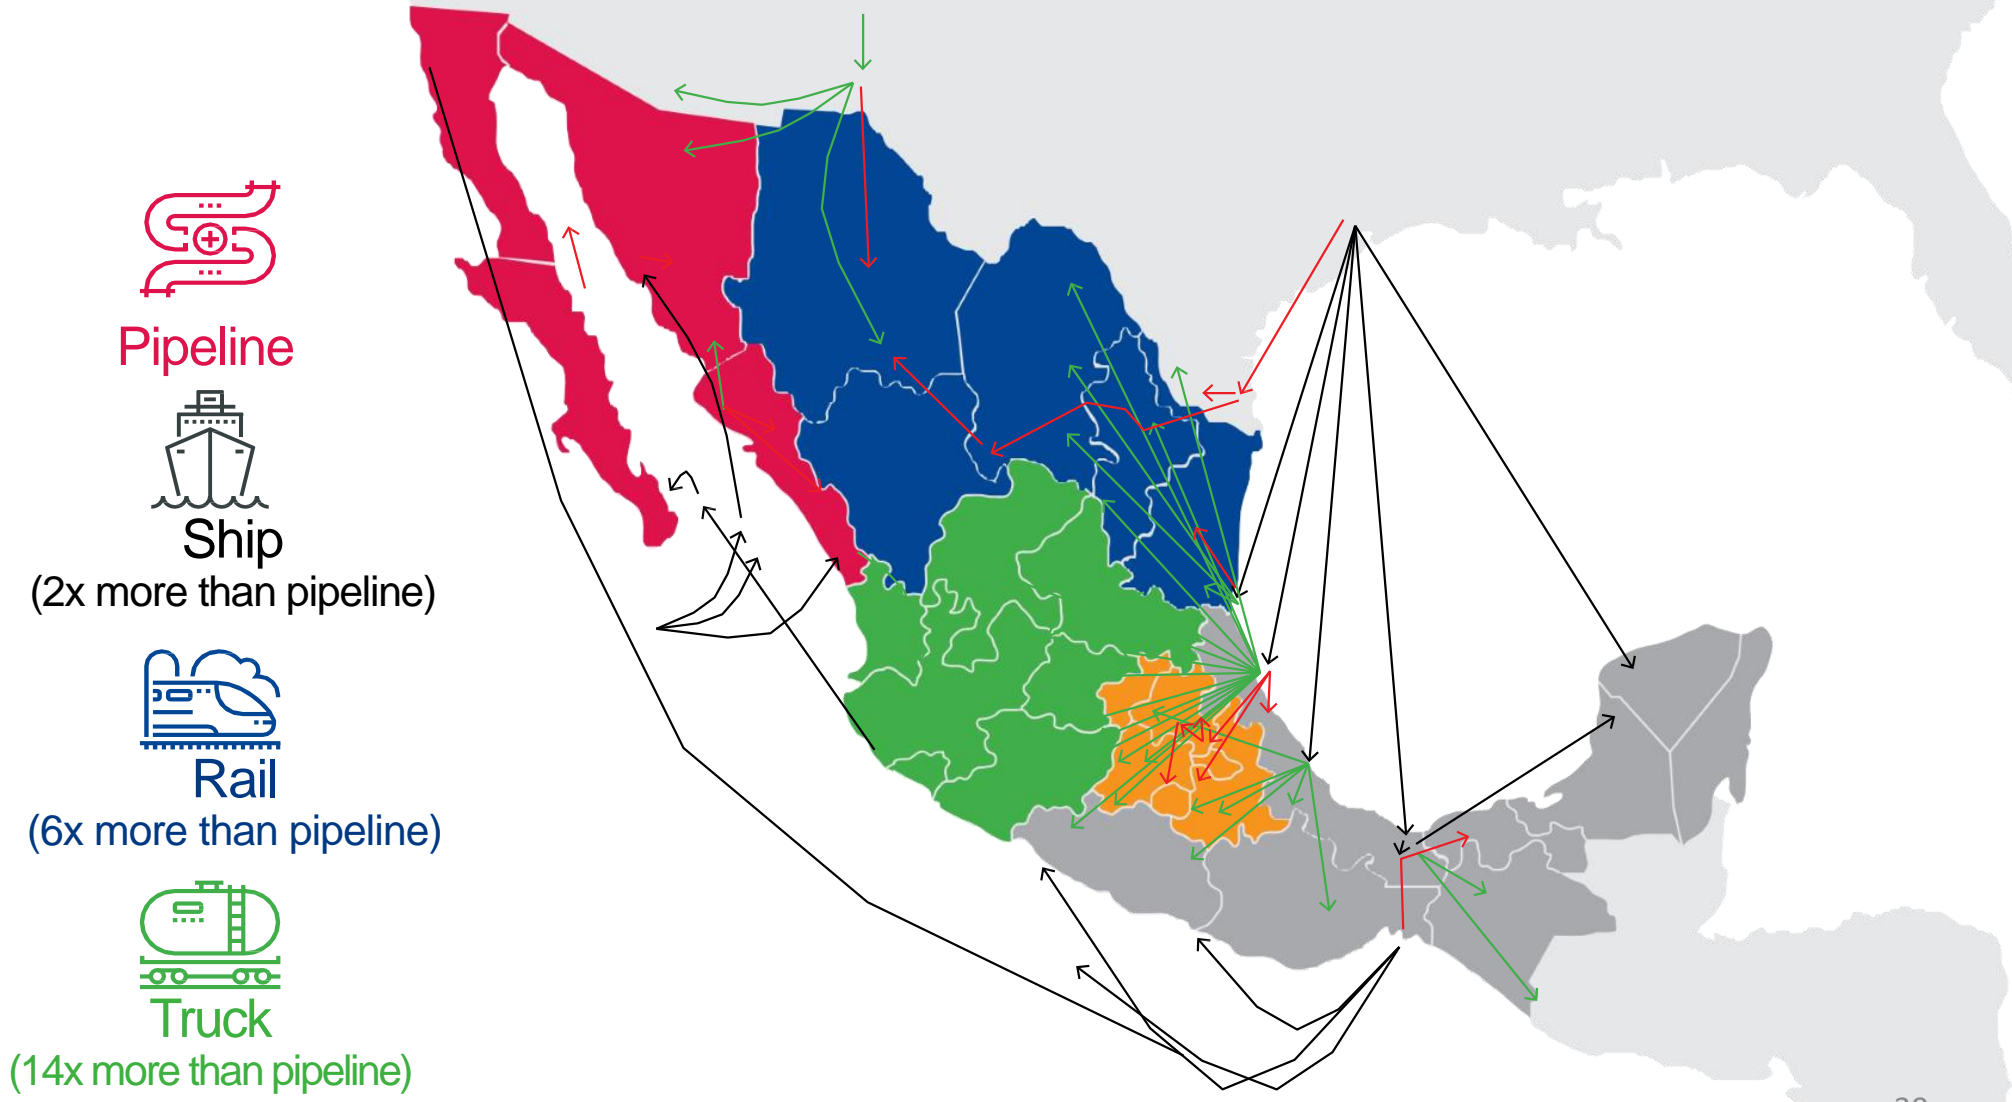 Pipeline
Ship
(2x more than pipeline)
Rail
(6x more than pipeline)
Truck
(14x more than pipeline)